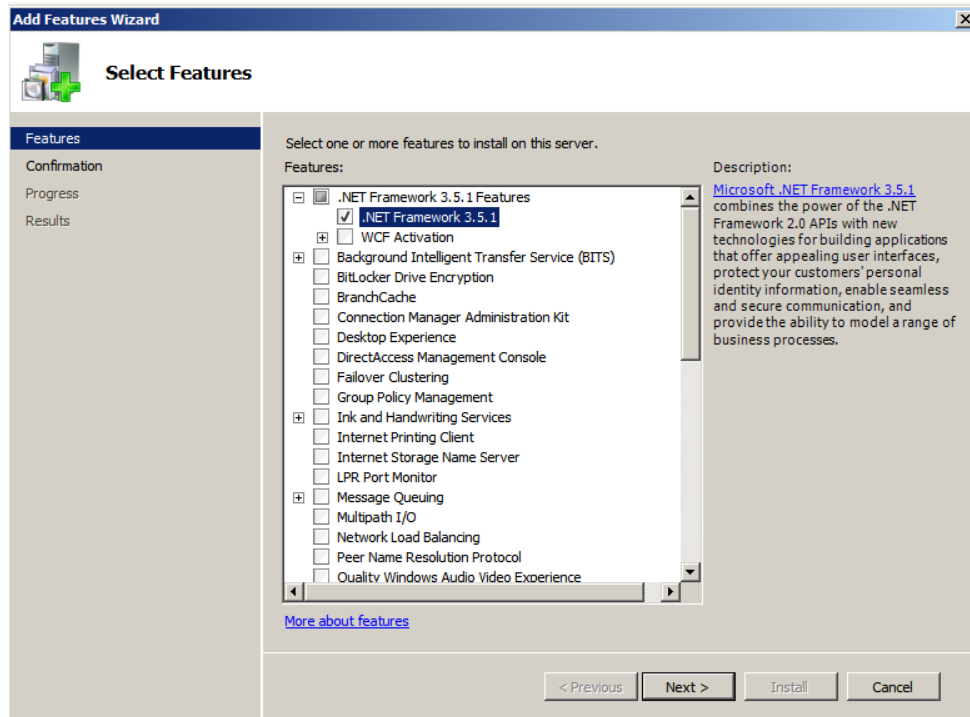 Add Features Wizard
Select Features
Features
Confirmation
Progress
Results
Select one or more features to install on this server.
Features:
.NET Framework 3.5.1 Features
.NET Framework 3.5.1
WCF Activation
Background Intelligent Transfer Service (BITS)
BitLocker Drive Encryption
BranchCache
Connection Manager Administration Kit
Desktop Experience
DirectAccess Management Console
Failover Clustering
Group Policy Management
Ink and Handwriting Services
Internet Printing Client
Internet Storage Name Server
LPR Port Monitor
Message Queuing
Multipath I/O
Network Load Balancing
Peer Name Resolution Protocol
Quality Windows Audio Video Experience
More about features
Description:
Microsoft .NET Framework 3.5.1
combines the power of the .NET
Framework 2.0 APIs with new
technologies for building applications
that offer appealing user interfaces,
protect your customers' personal
identity information, enable seamless
and secure communication, and
provide the ability to model a range of
business processes.
< Previous
Next >
Install
Cancel